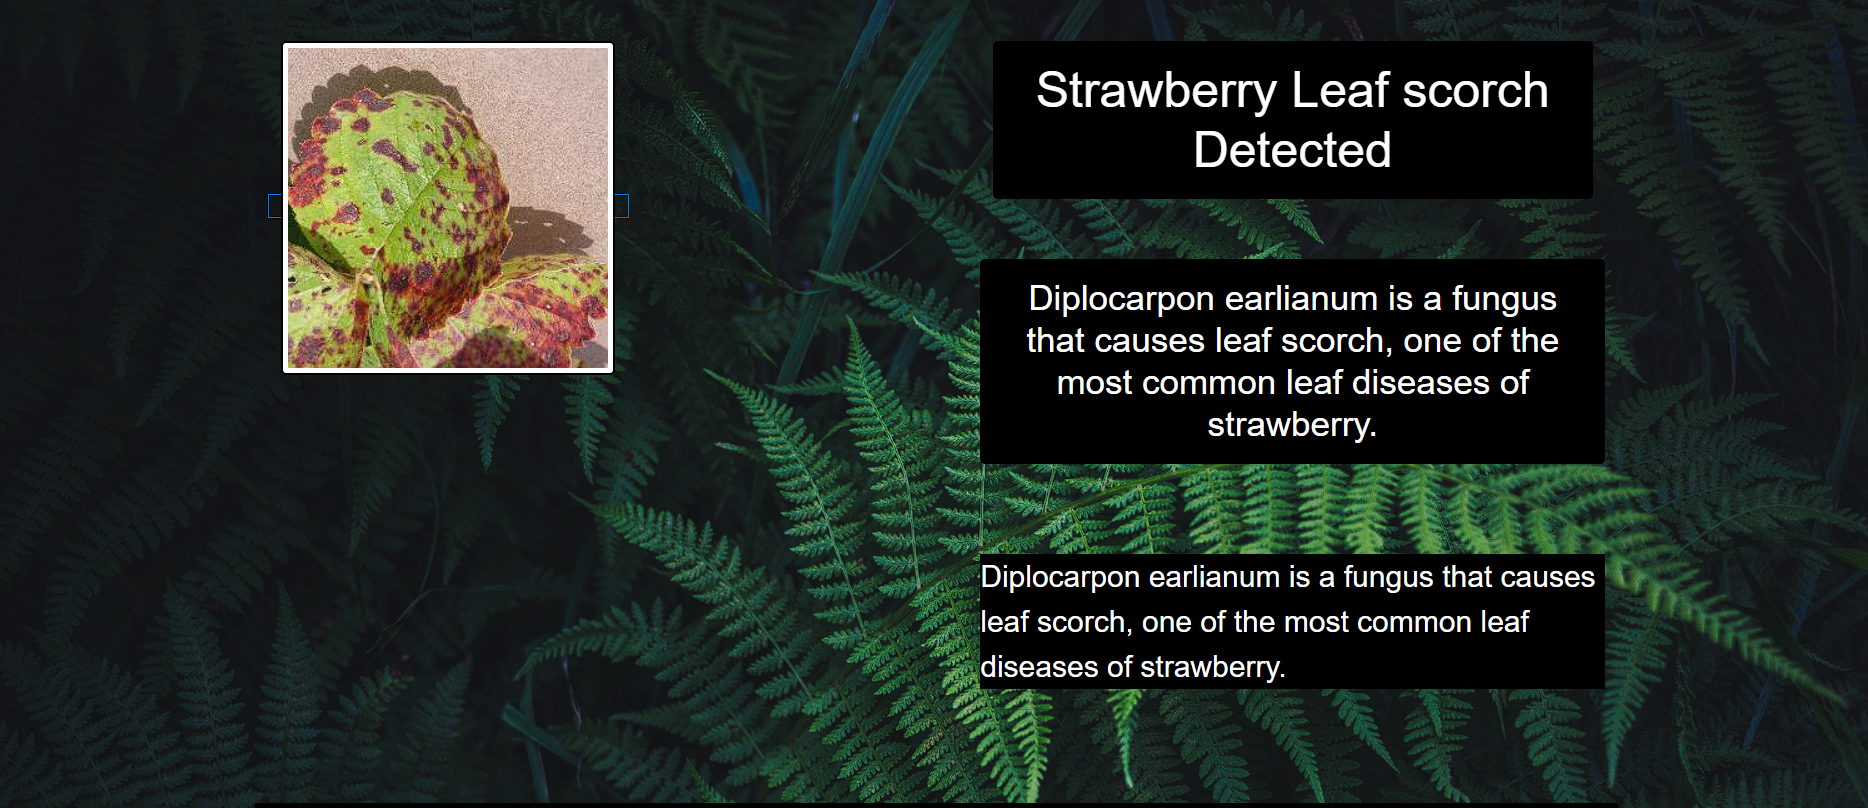 Strawberry Leaf scorch
Detected
Diplocarpon earlianum is a fungus
that causes leaf scorch, one of the
most common leaf diseases of
strawberry.
Diplocarpon earlianum is a fungus that causes
leaf scorch, one of the most common leaf
diseases of strawberry.